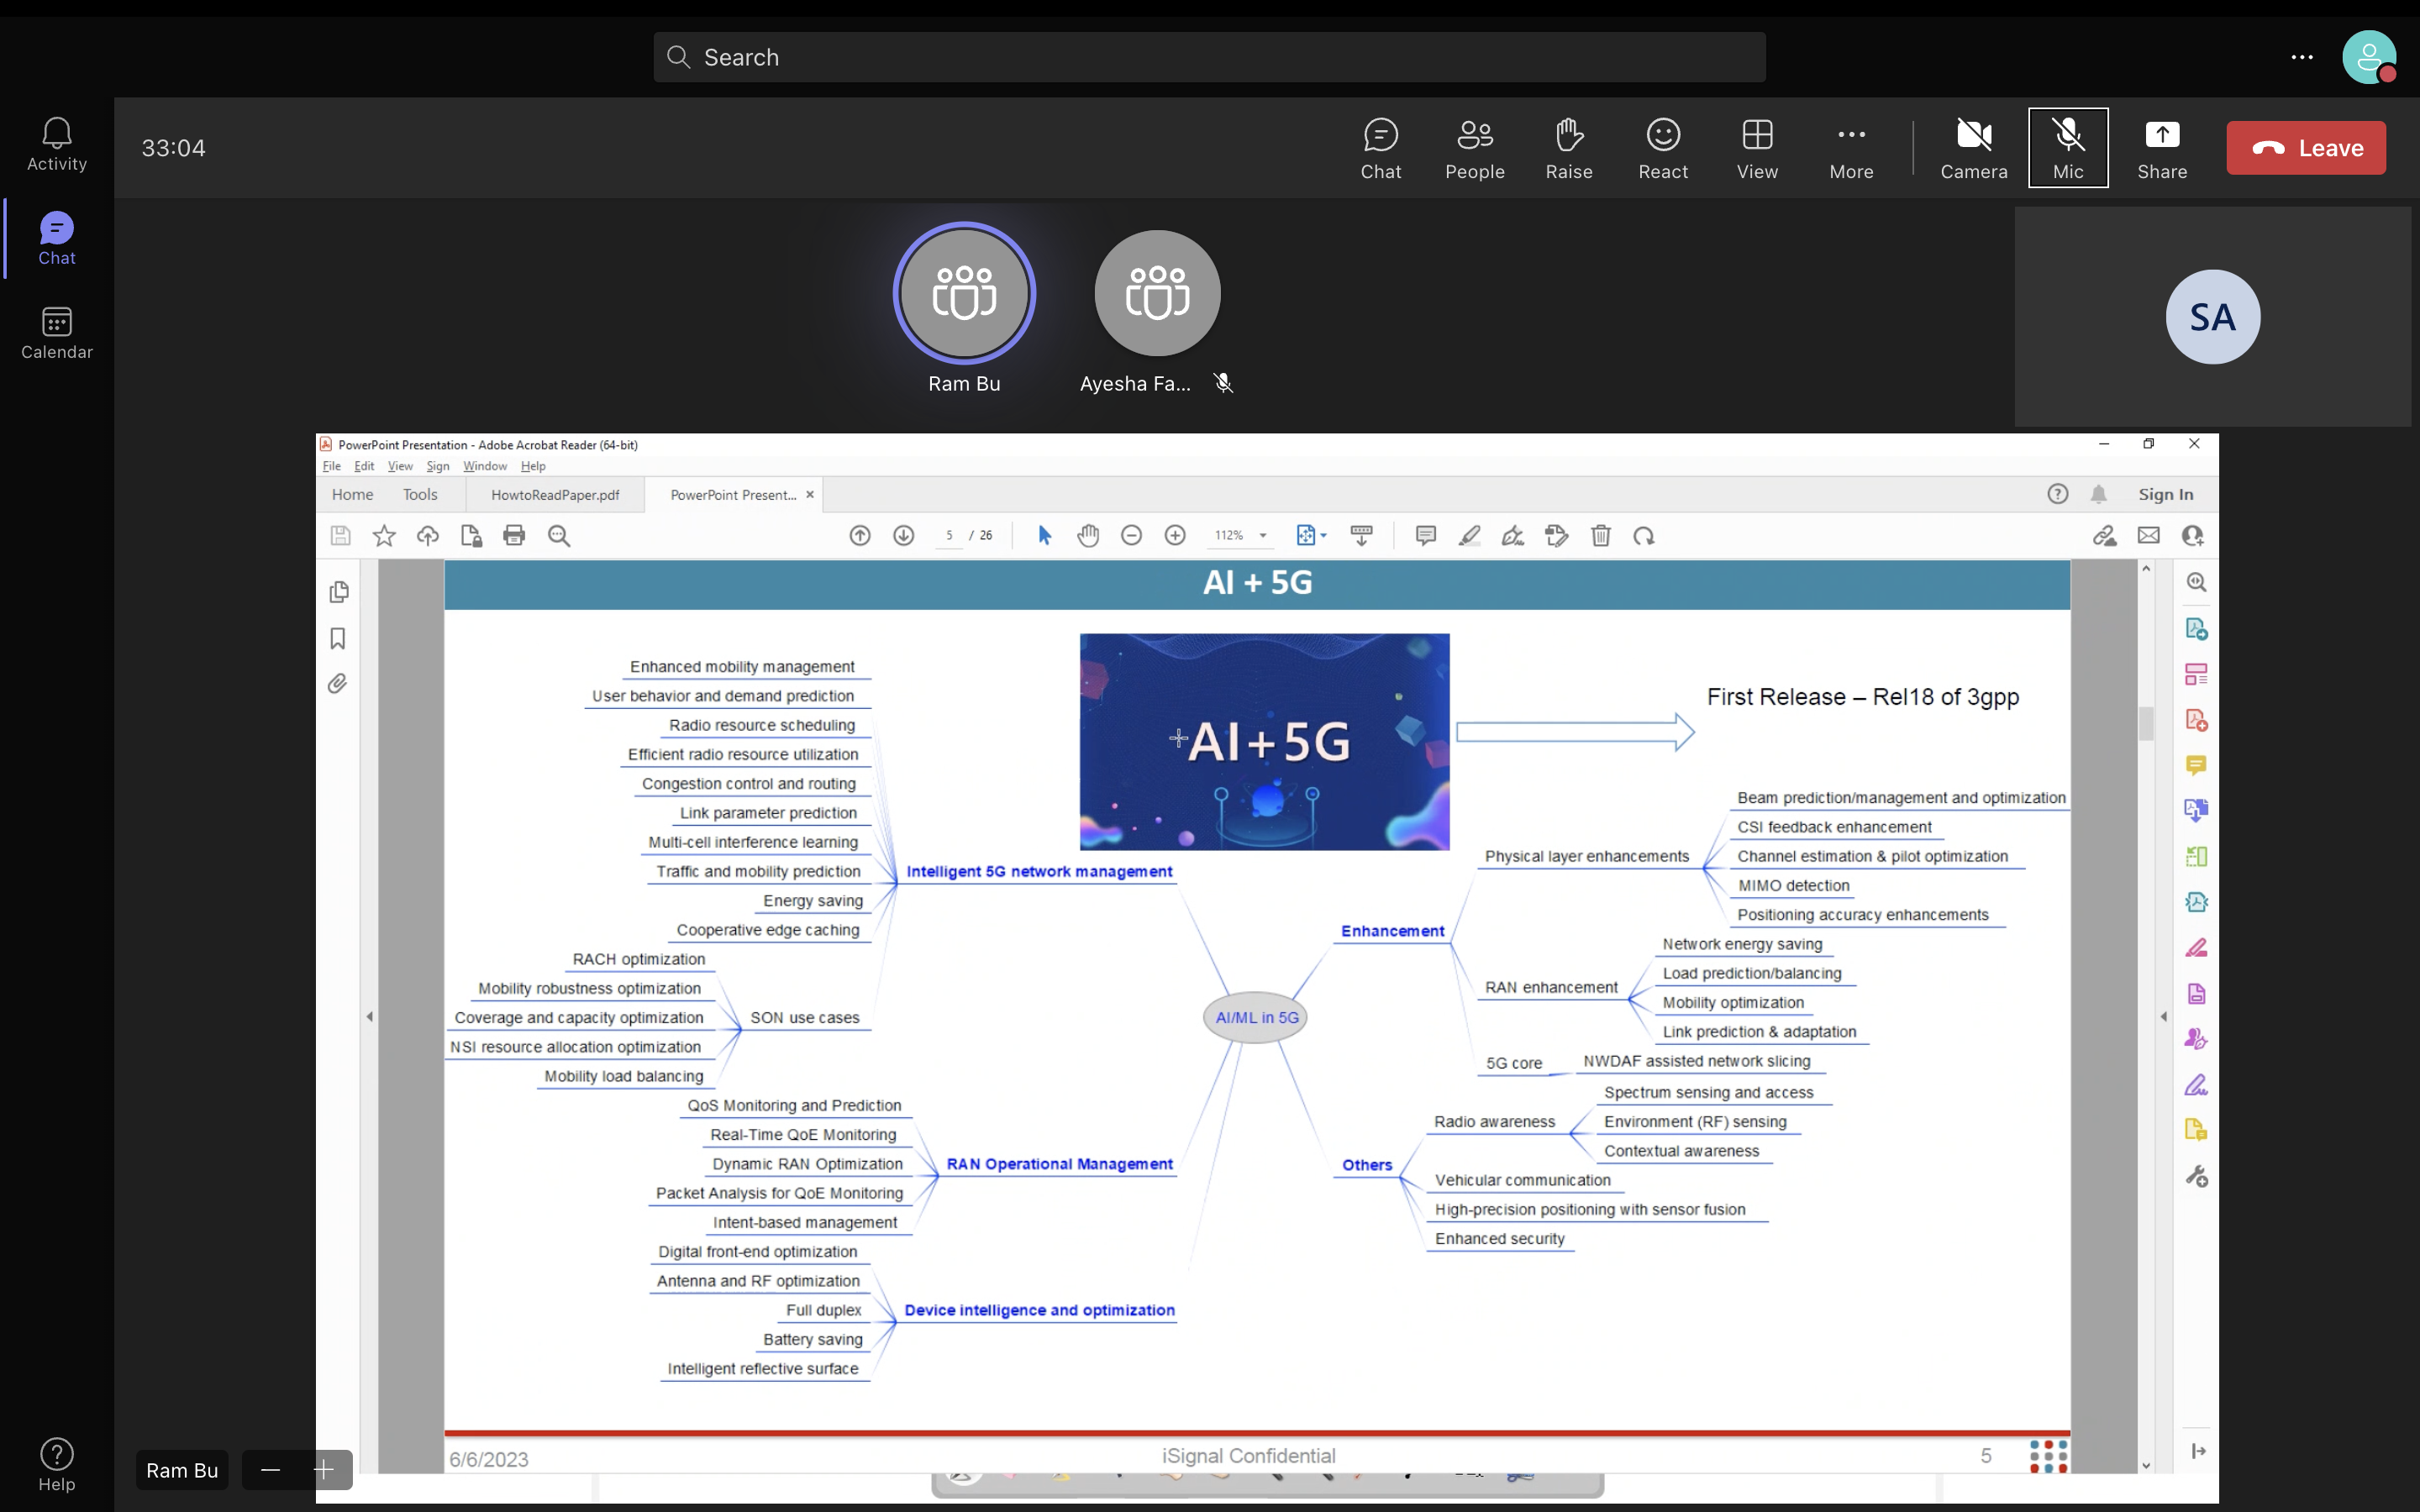 Search
Activity
Chat
Calendar
Help
33:04
Chat
People
Raise
React
View
More
Camera
Mic
Share
Leave
Ram Bu
Ayesha Fa...
SA
PowerPoint Presentation - Adobe Acrobat Reader (64-bit)
File Edit View Sign Window Help
Home Tools HowtoReadPaper.pdf PowerPoint Present... × Sign In
5 / 26 112%
AI + 5G
AI+5G
First Release – Rel18 of 3gpp
Enhanced mobility management
User behavior and demand prediction
Radio resource scheduling
Efficient radio resource utilization
Congestion control and routing
Link parameter prediction
Multi-cell interference learning
Traffic and mobility prediction
Energy saving
Cooperative edge caching
Intelligent 5G network management
RACH optimization
Mobility robustness optimization
Coverage and capacity optimization
NSI resource allocation optimization
Mobility load balancing
SON use cases
QoS Monitoring and Prediction
Real-Time QoE Monitoring
Dynamic RAN Optimization
Packet Analysis for QoE Monitoring
Intent-based management
RAN Operational Management
Digital front-end optimization
Antenna and RF optimization
Full duplex
Battery saving
Intelligent reflective surface
Device intelligence and optimization
AI/ML in 5G
Enhancement
Physical layer enhancements
Beam prediction/management and optimization
CSI feedback enhancement
Channel estimation & pilot optimization
MIMO detection
Positioning accuracy enhancements
RAN enhancement
Network energy saving
Load prediction/balancing
Mobility optimization
Link prediction & adaptation
5G core
NWDAF assisted network slicing
Others
Radio awareness
Spectrum sensing and access
Environment (RF) sensing
Contextual awareness
Vehicular communication
High-precision positioning with sensor fusion
Enhanced security
6/6/2023
iSignal Confidential
5
Ram Bu